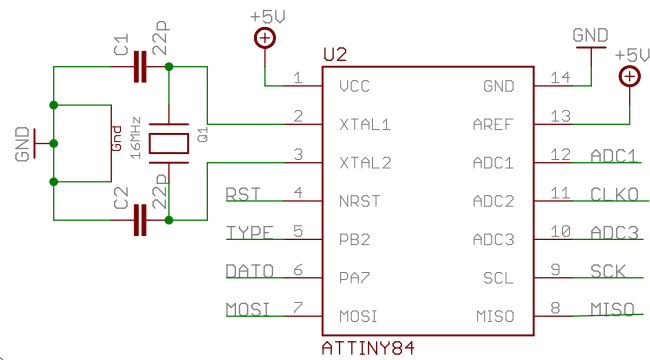 +5V
C1
22p
U2
GND
+5V
1
VCC
GND
14
2
XTAL1
AREF
13
Gnd
16MHz
Q1
GND
3
XTAL2
ADC1
12
ADC1
C2
22p
RST
4
NRST
ADC2
11
CLKO
TYPE
5
PB2
ADC3
10
ADC3
DATO
6
PA7
SCL
9
SCK
MOSI
7
MOSI
MISO
8
MISO
ATTINY84